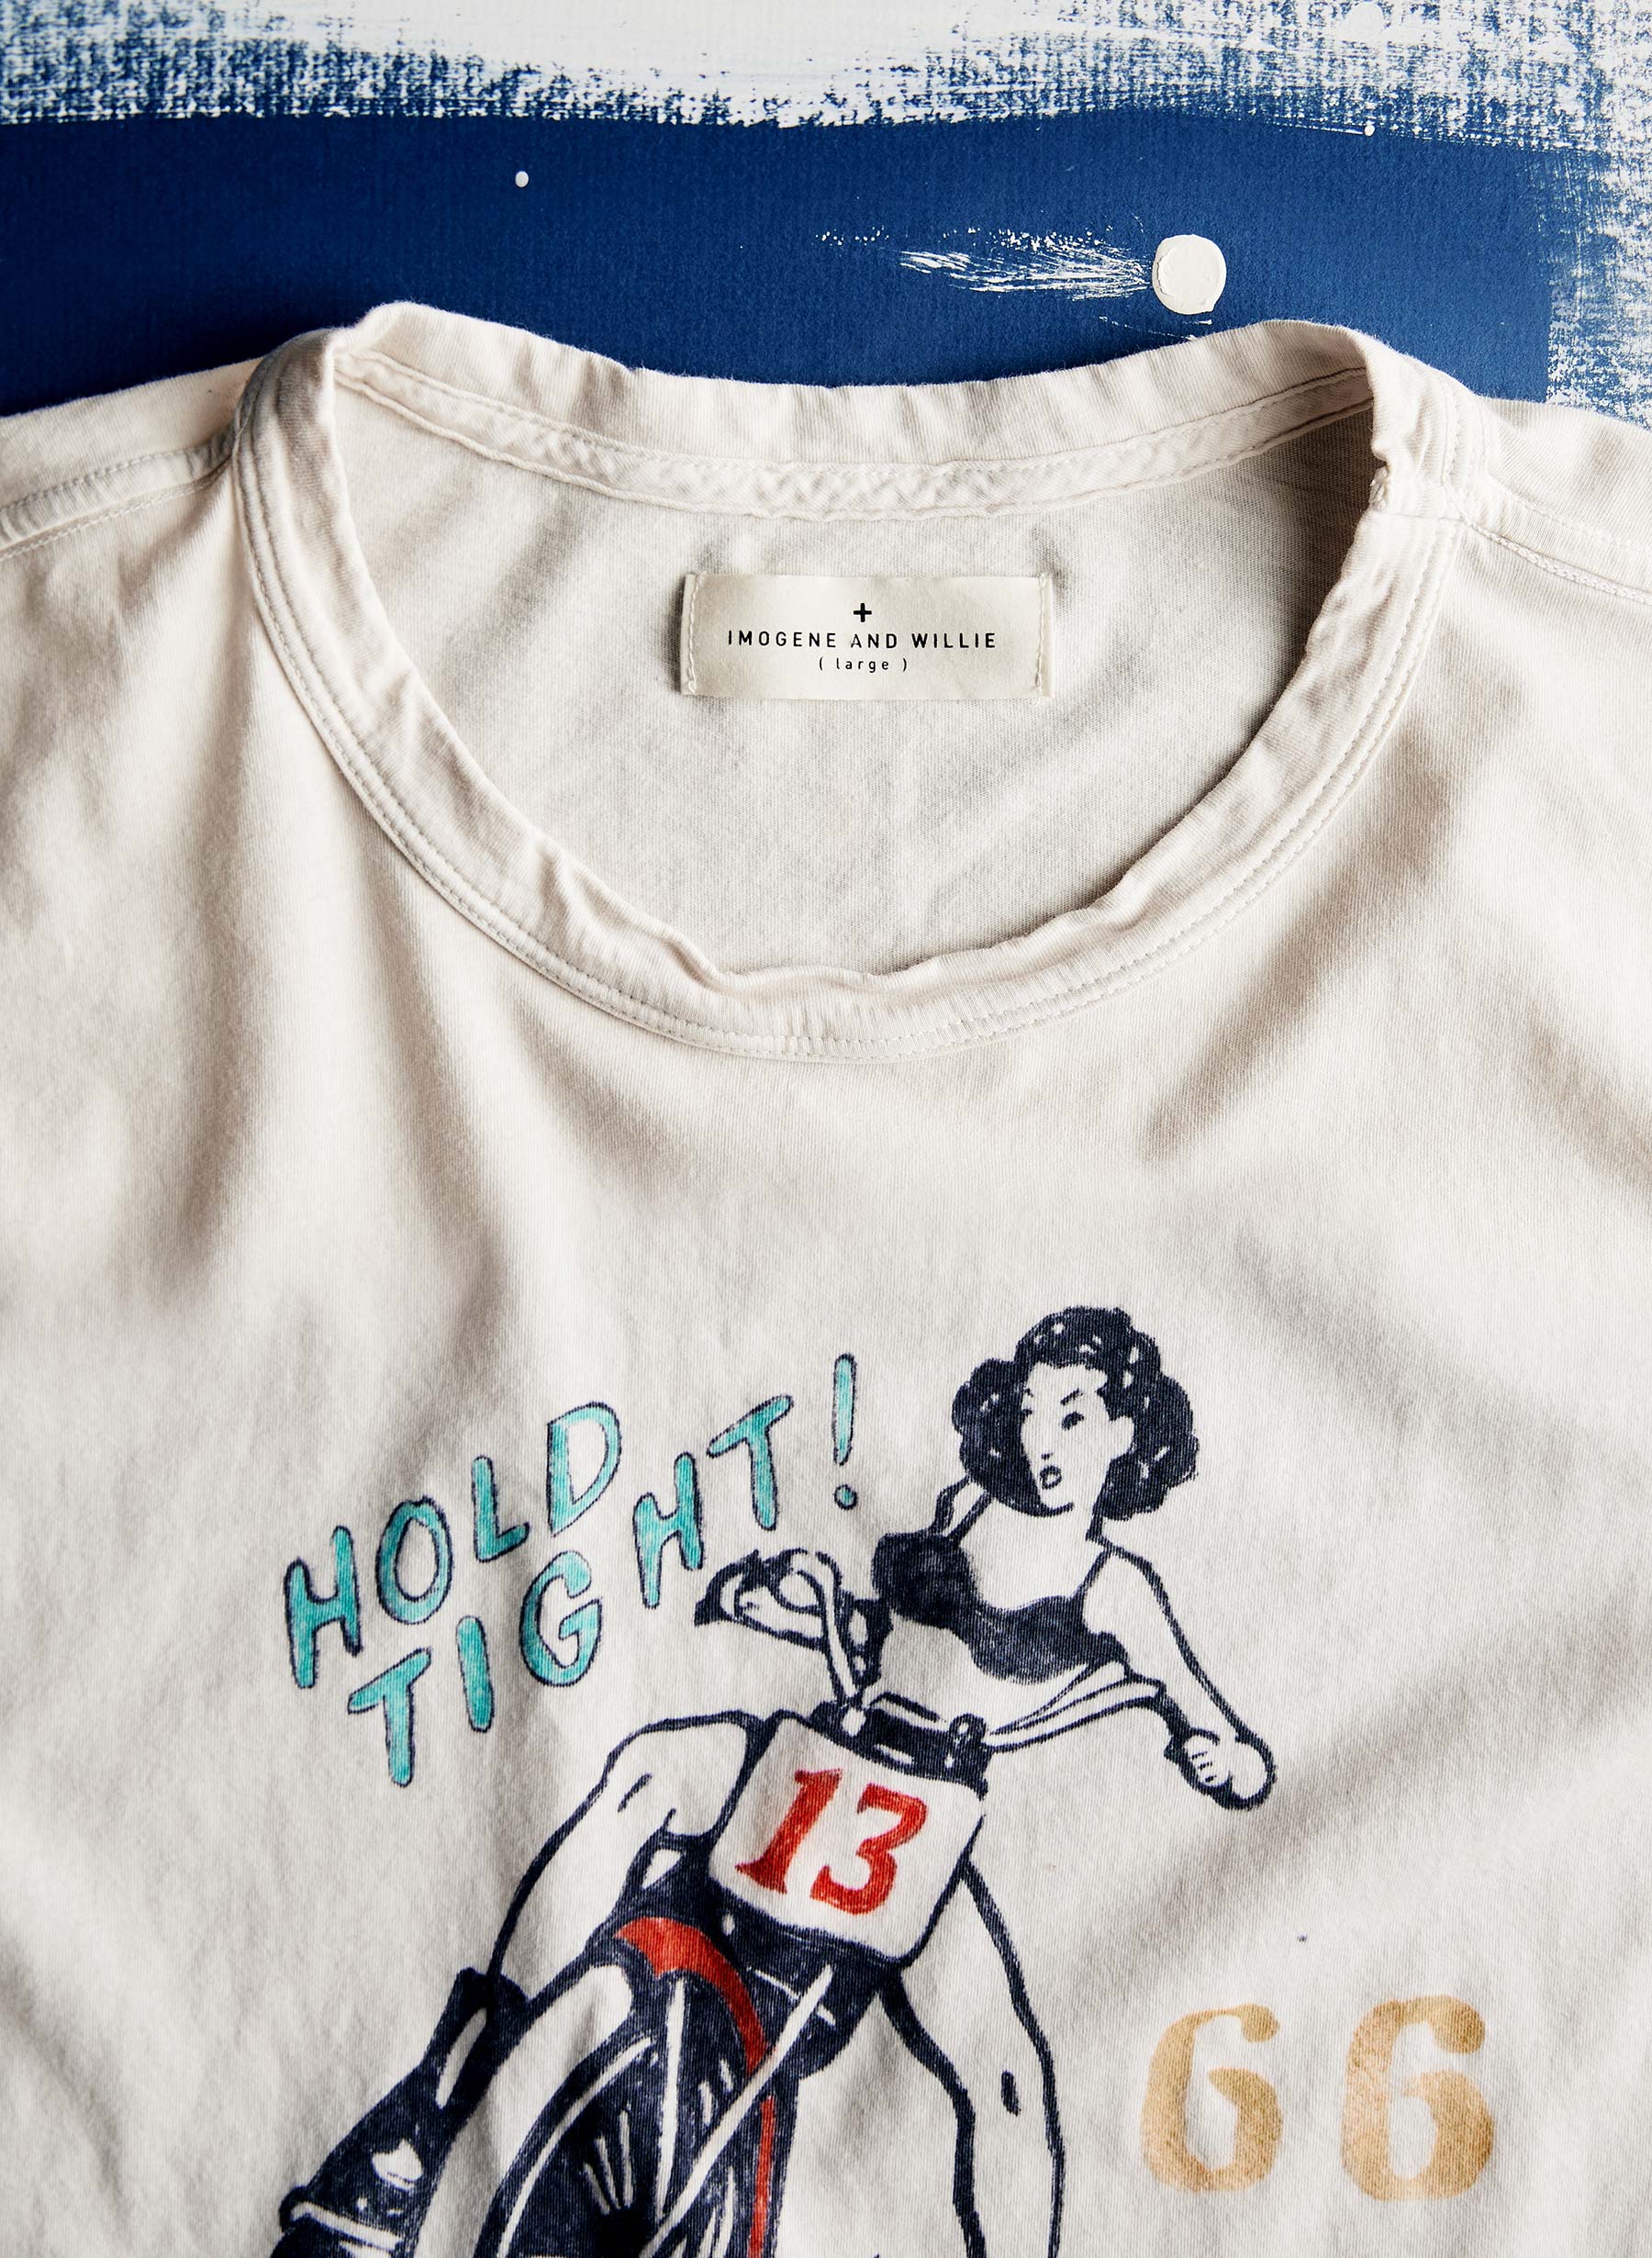 +
IMOGENE AND WILLIE
( large )
HOLD
TIGHT!
13
66